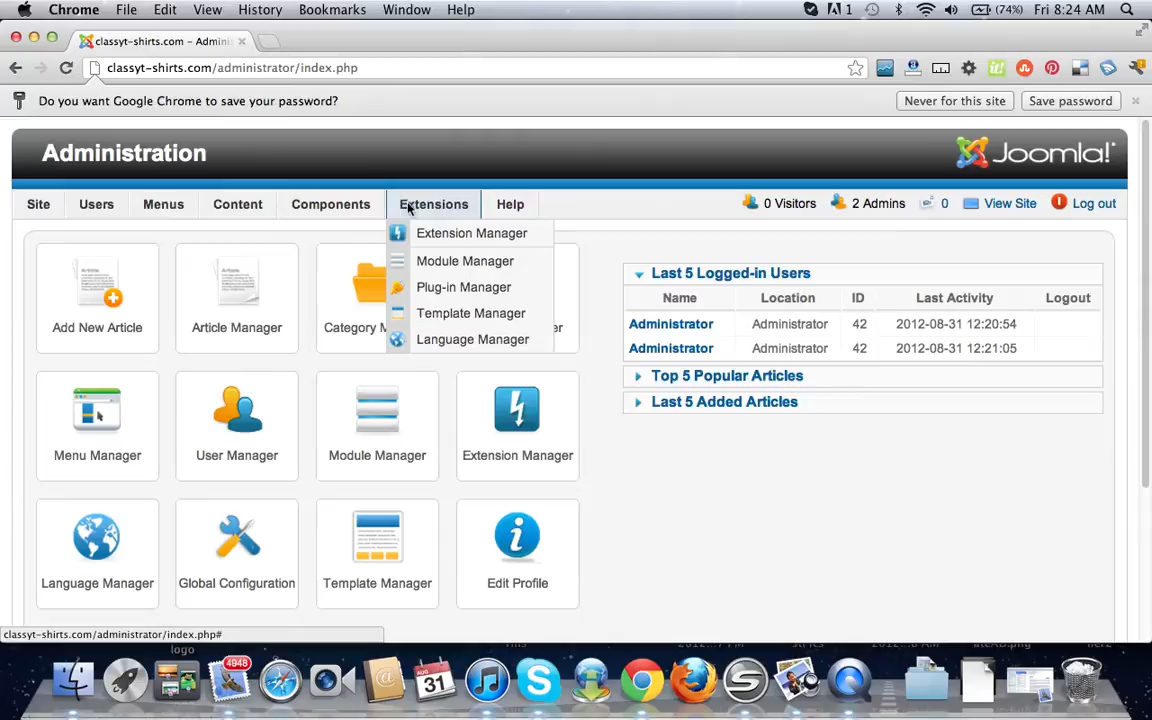 Chrome File Edit View History Bookmarks Window Help 1 (74%) Fri 8:24 AM
classyt-shirts.com – Admini
classyt-shirts.com/administrator/index.php
Do you want Google Chrome to save your password? Never for this site Save password
Administration Joomla!
Site Users Menus Content Components Extensions Help 0 Visitors 2 Admins 0 View Site Log out
Extension Manager
Module Manager
Plug-in Manager
Template Manager
Language Manager
Add New Article Article Manager Category M
Menu Manager User Manager Module Manager Extension Manager
Language Manager Global Configuration Template Manager Edit Profile
Last 5 Logged-in Users
Name Location ID Last Activity Logout
Administrator Administrator 42 2012-08-31 12:20:54
Administrator Administrator 42 2012-08-31 12:21:05
Top 5 Popular Articles
Last 5 Added Articles
classyt-shirts.com/administrator/index.php#
logo
4948 AUG 31